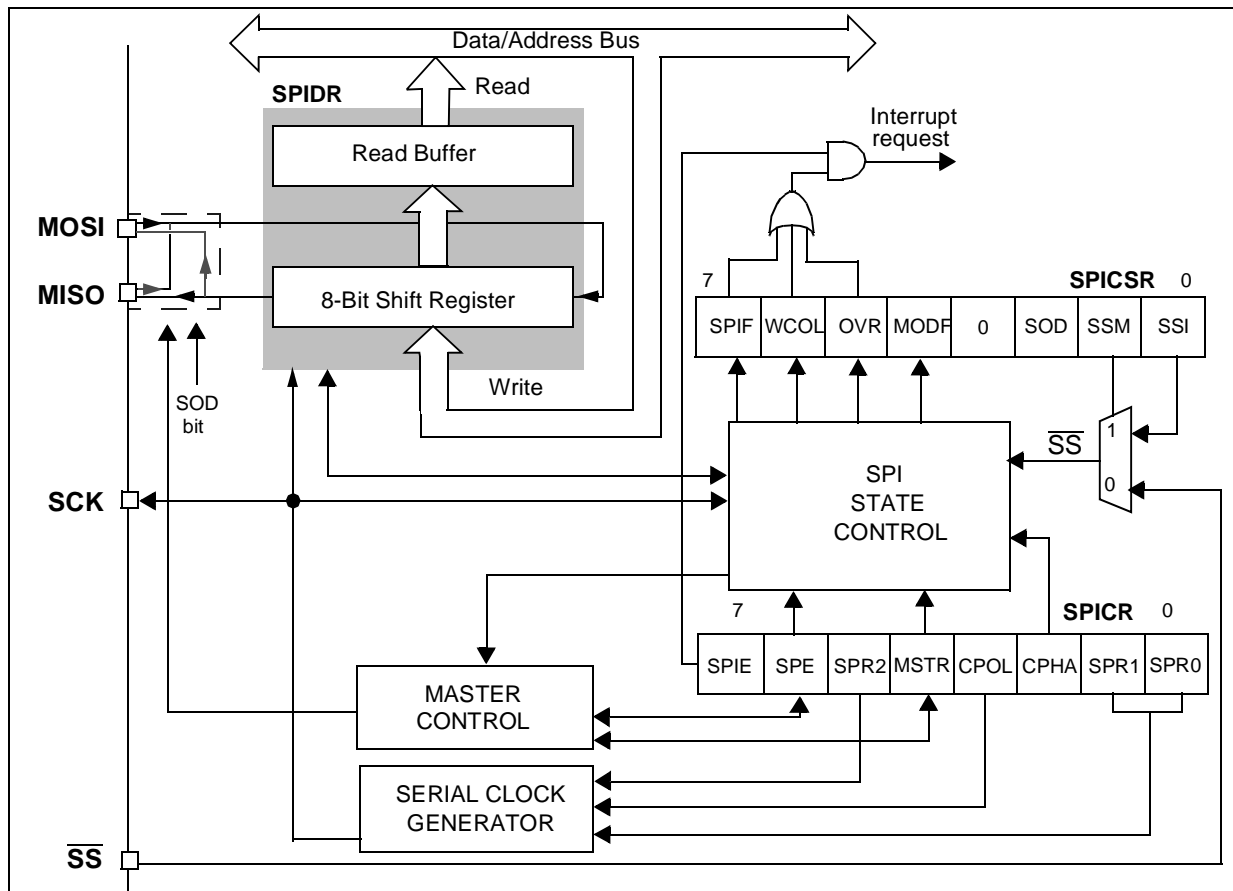 Data/Address Bus
SPIDR
Read
Read Buffer
Interrupt
request
MOSI
MISO
8-Bit Shift Register
Write
SOD
bit
7
SPICSR
0
SPIF WCOL OVR MODF 0 SOD SSM SSI
1
SS
0
SCK
SPI
STATE
CONTROL
7
SPICR
0
SPIE SPE SPR2 MSTR CPOL CPHA SPR1 SPR0
MASTER
CONTROL
SERIAL CLOCK
GENERATOR
SS